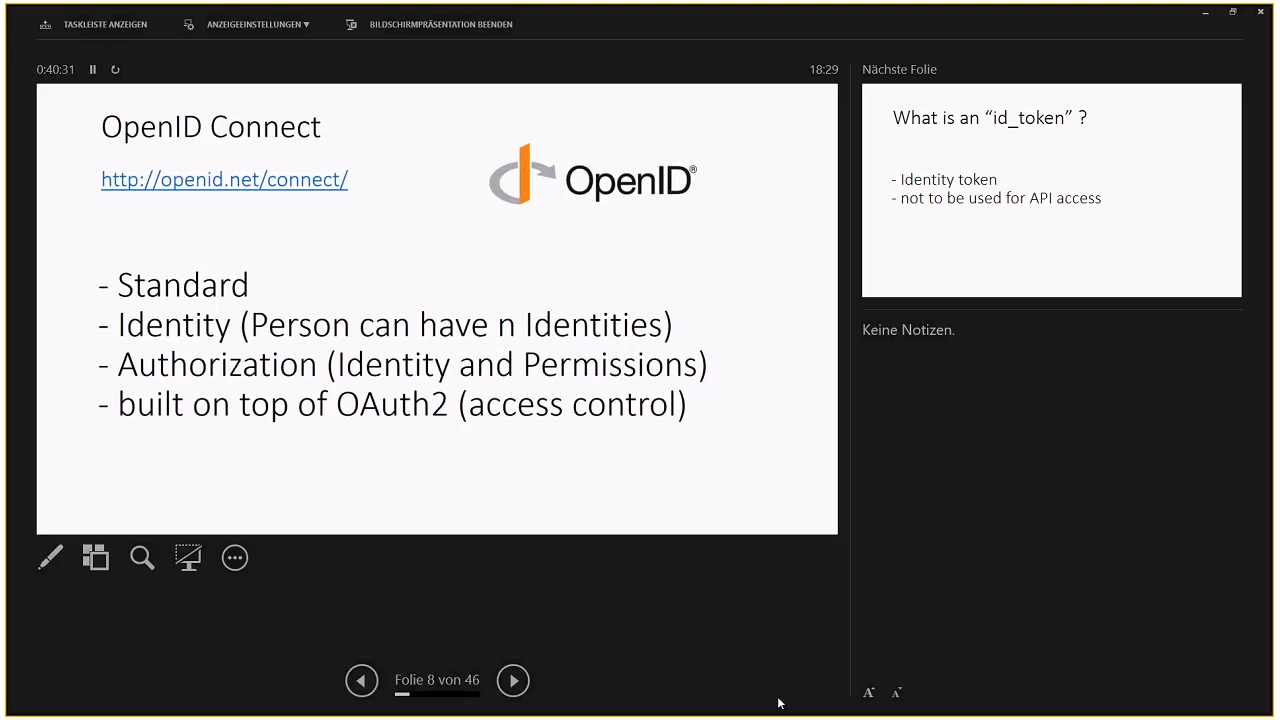 TASKLEISTE ANZEIGEN
ANZEIGEEINSTELLUNGEN ▼
BILDSCHIRMPRÄSENTATION BEENDEN
0:40:31
18:29
OpenID Connect
http://openid.net/connect/
OpenID®
- Standard
- Identity (Person can have n Identities)
- Authorization (Identity and Permissions)
- built on top of OAuth2 (access control)
Folie 8 von 46
Nächste Folie
What is an “id_token” ?
- Identity token
- not to be used for API access
Keine Notizen.
A A